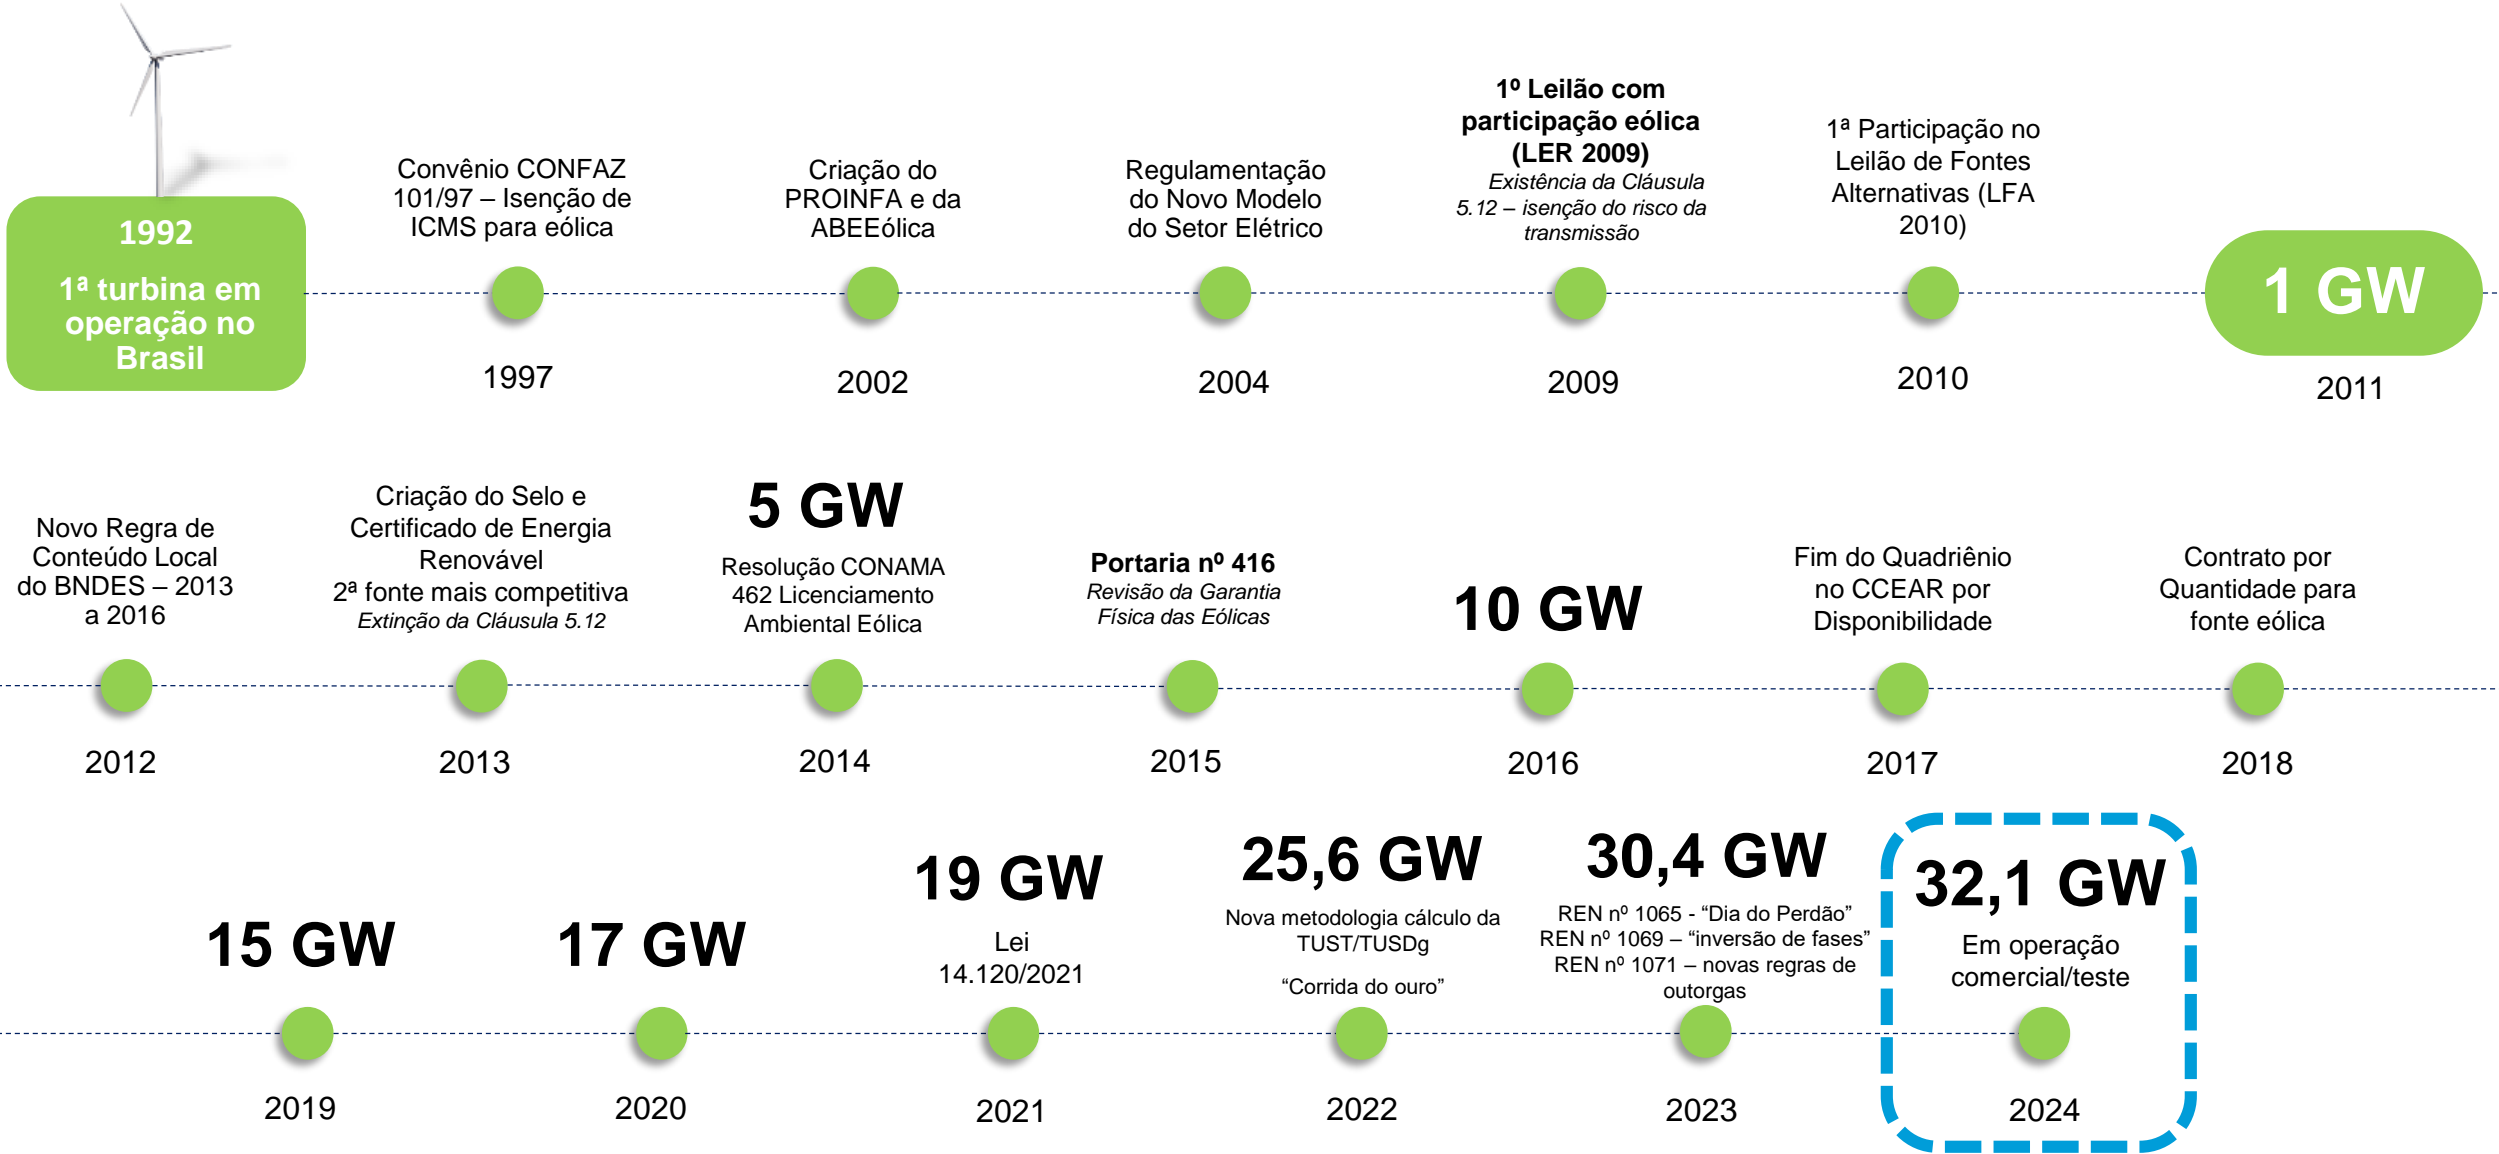 1992
1ª turbina em
operação no
Brasil
Convênio CONFAZ
101/97 – Isenção de
ICMS para eólica
1997
Criação do
PROINFA e da
ABEEólica
2002
Regulamentação
do Novo Modelo
do Setor Elétrico
2004
1º Leilão com
participação eólica
(LER 2009)
Existência da Cláusula
5.12 – isenção do risco da
transmissão
2009
1ª Participação no
Leilão de Fontes
Alternativas (LFA
2010)
2010
1 GW
2011
Novo Regra de
Conteúdo Local
do BNDES – 2013
a 2016
2012
Criação do Selo e
Certificado de Energia
Renovável
2ª fonte mais competitiva
Extinção da Cláusula 5.12
2013
5 GW
Resolução CONAMA
462 Licenciamento
Ambiental Eólica
2014
Portaria nº 416
Revisão da Garantia
Física das Eólicas
2015
10 GW
2016
Fim do Quadriênio
no CCEAR por
Disponibilidade
2017
Contrato por
Quantidade para
fonte eólica
2018
15 GW
2019
17 GW
2020
19 GW
Lei
14.120/2021
2021
25,6 GW
Nova metodologia cálculo da
TUST/TUSDg
“Corrida do ouro”
2022
30,4 GW
REN nº 1065 - “Dia do Perdão”
REN nº 1069 – “inversão de fases”
REN nº 1071 – novas regras de
outorgas
2023
32,1 GW
Em operação
comercial/teste
2024